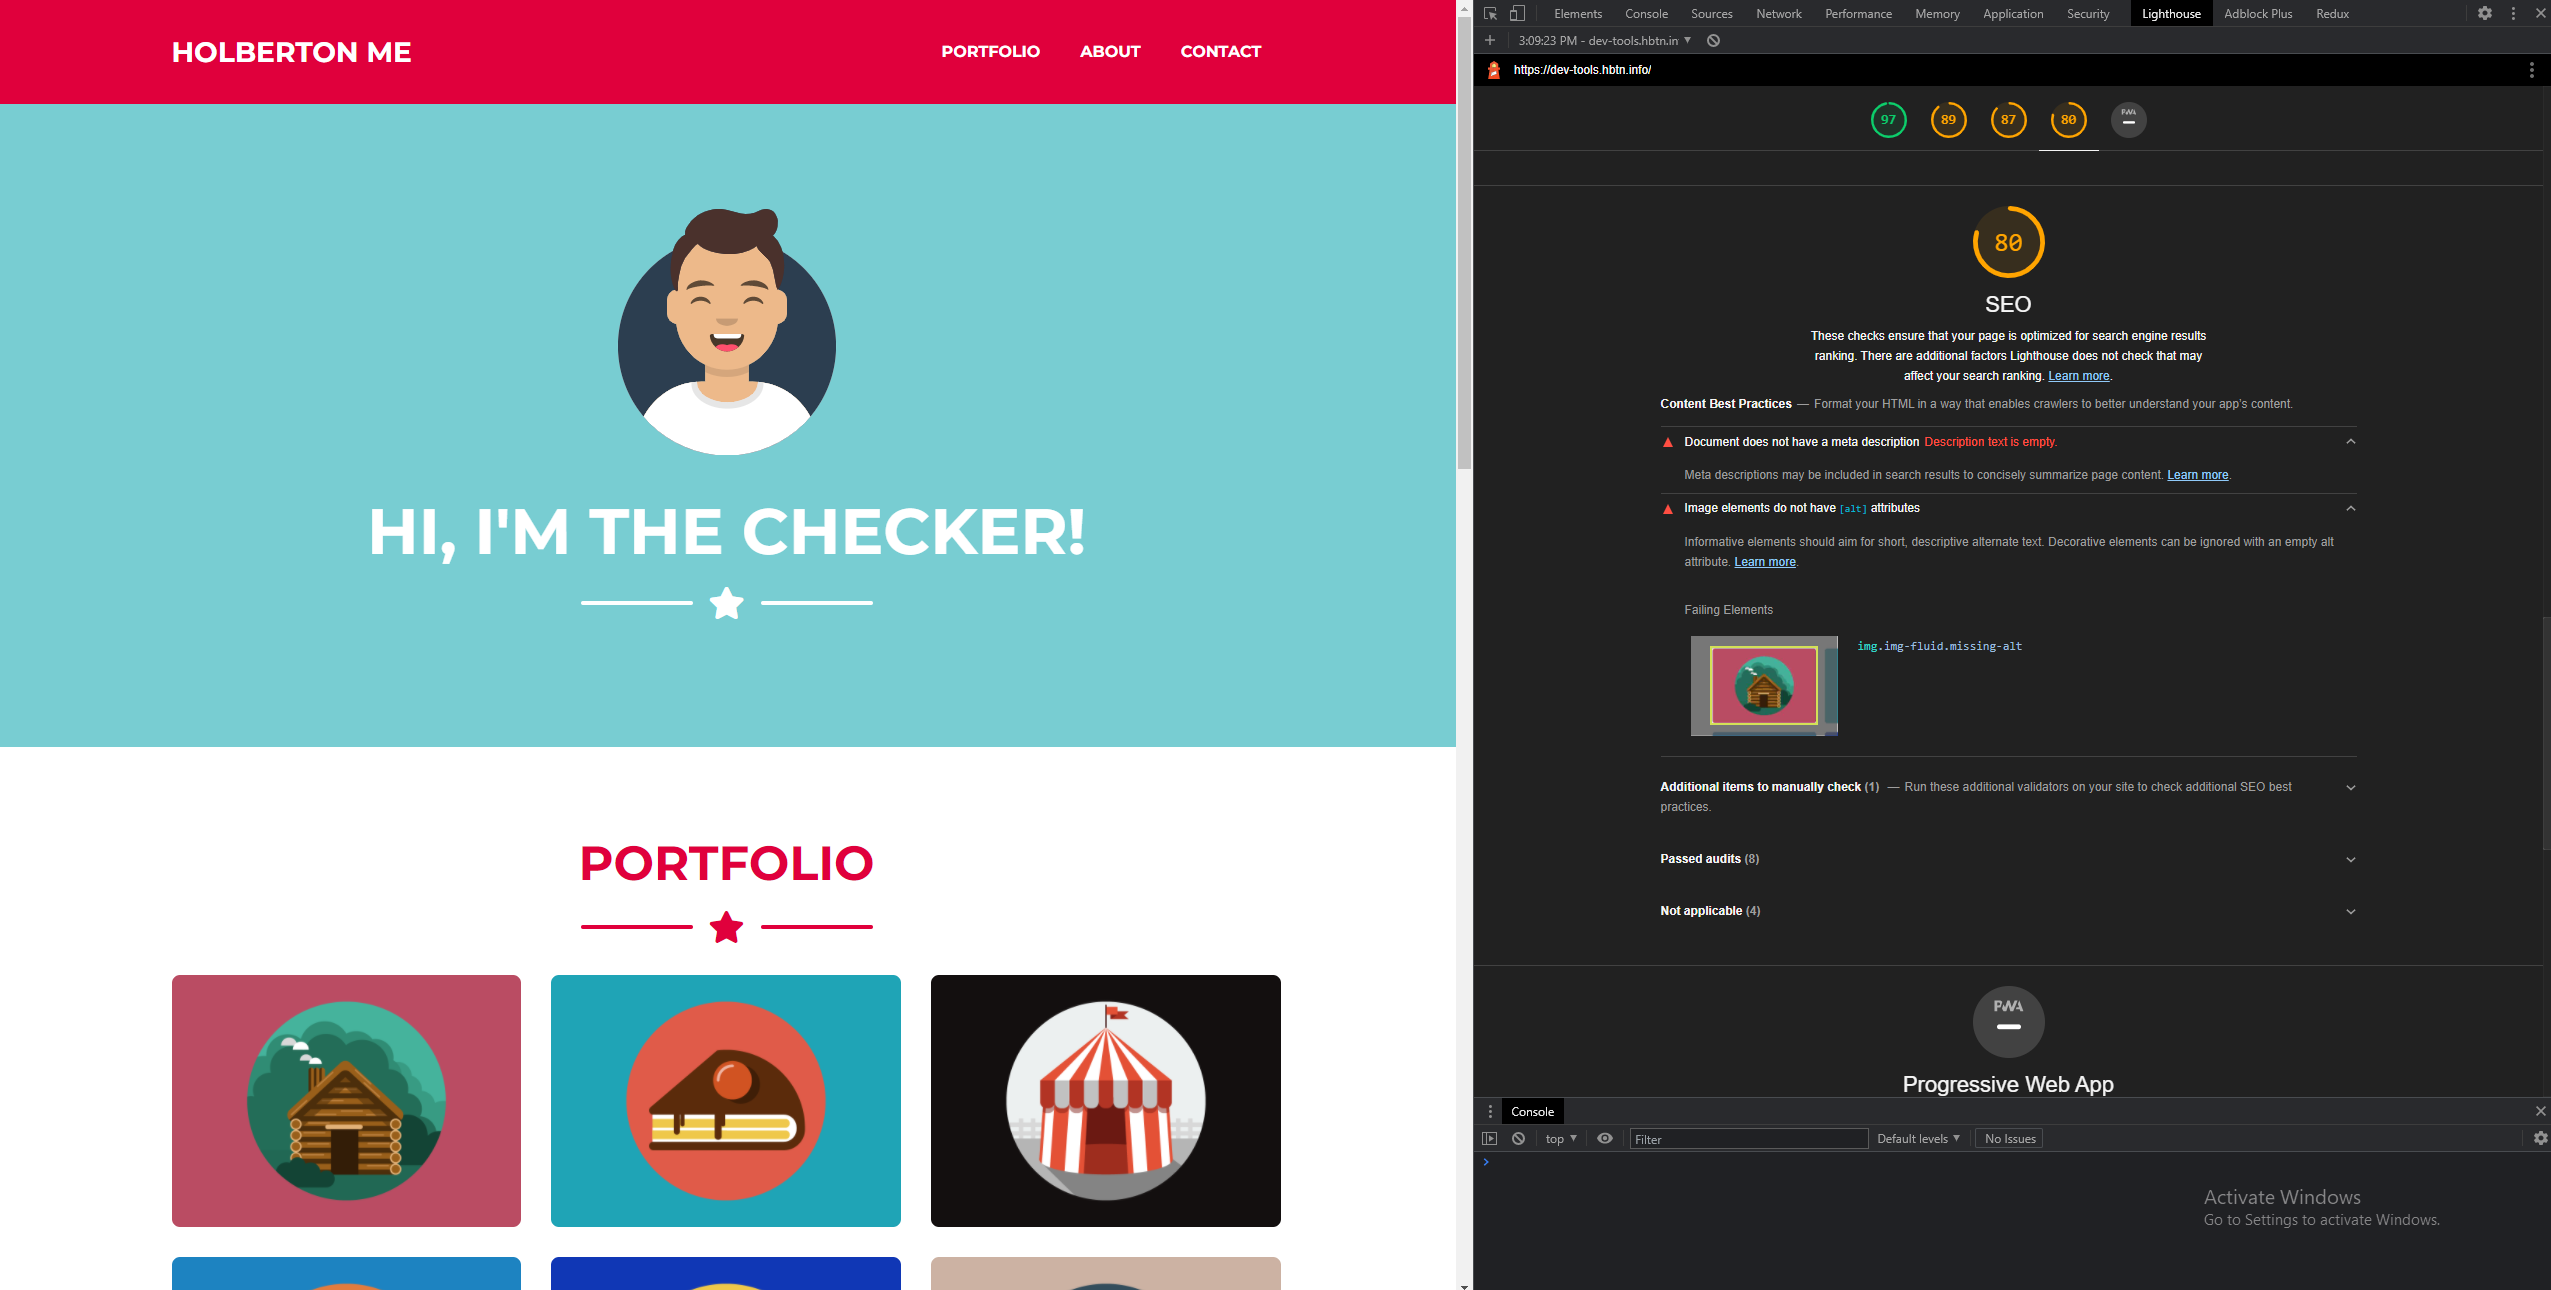 HOLBERTON ME
PORTFOLIO ABOUT CONTACT
HI, I'M THE CHECKER!
PORTFOLIO
Elements Console Sources Network Performance Memory Application Security Lighthouse Adblock Plus Redux
3:09:23 PM - dev-tools.hbtn.in
https://dev-tools.hbtn.info/
97 89 87 80 PWA
80
SEO
These checks ensure that your page is optimized for search engine results
ranking. There are additional factors Lighthouse does not check that may
affect your search ranking. Learn more.
Content Best Practices — Format your HTML in a way that enables crawlers to better understand your app's content.
Document does not have a meta description Description text is empty.
Meta descriptions may be included in search results to concisely summarize page content. Learn more.
Image elements do not have [alt] attributes
Informative elements should aim for short, descriptive alternate text. Decorative elements can be ignored with an empty alt
attribute. Learn more.
Failing Elements
img.img-fluid.missing-alt
Additional items to manually check (1) — Run these additional validators on your site to check additional SEO best
practices.
Passed audits (8)
Not applicable (4)
PWA
Progressive Web App
Console
top Filter Default levels No Issues
Activate Windows
Go to Settings to activate Windows.